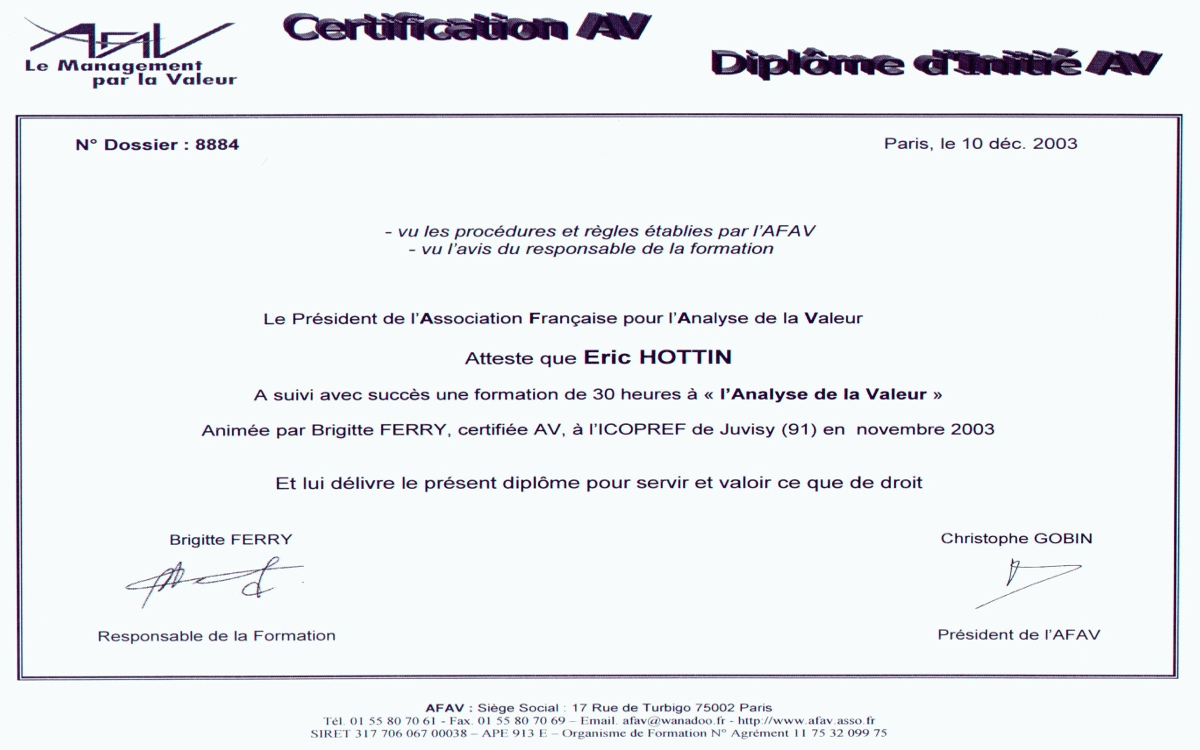 AFAV
Le Management
par la Valeur
Certification AV
Diplôme d'Initié AV
N° Dossier : 8884
Paris, le 10 déc. 2003
- vu les procédures et règles établies par l'AFAV
- vu l'avis du responsable de la formation
Le Président de l'Association Française pour l'Analyse de la Valeur
Atteste que Eric HOTTIN
A suivi avec succès une formation de 30 heures à « l'Analyse de la Valeur »
Animée par Brigitte FERRY, certifiée AV, à l'ICOPREF de Juvisy (91) en novembre 2003
Et lui délivre le présent diplôme pour servir et valoir ce que de droit
Brigitte FERRY
Christophe GOBIN
Responsable de la Formation
Président de l'AFAV
AFAV : Siège Social : 17 Rue de Turbigo 75002 Paris
Tél. 01 55 80 70 61 - Fax. 01 55 80 70 69 – Email. afav@wanadoo.fr - http://www.afav.asso.fr
SIRET 317 706 067 00038 – APE 913 E – Organisme de Formation N° Agrément 11 75 32 099 75